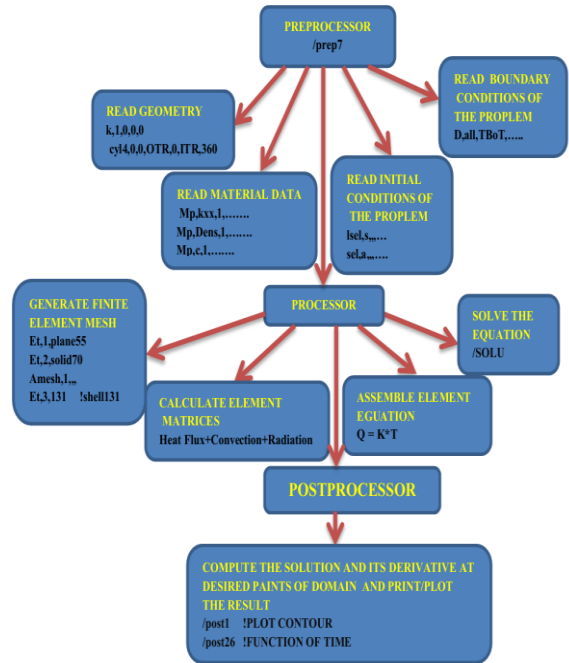 PREPROCESSOR
/prep7
READ BOUNDARY
CONDITIONS OF
THE PROPLEM
D,all,TBoT,.....
READ GEOMETRY
k,1,0,0,0
cyl4,0,0,OTR,0,ITR,360
READ MATERIAL DATA
Mp,kxx,1,.......
Mp,Dens,1,.......
Mp,c,1,.......
READ INITIAL
CONDITIONS OF
THE PROPLEM
lsel,s,,,,...
sel,a,,,,....
GENERATE FINITE
ELEMENT MESH
Et,1,plane55
Et,2,solid70
Amesh,1,,,
Et,3,131 !shell131
PROCESSOR
SOLVE THE
EQUATION
/SOLU
CALCULATE ELEMENT
MATRICES
Heat Flux+Convection+Radiation
ASSEMBLE ELEMENT
EGUATION
Q = K*T
POSTPROCESSOR
COMPUTE THE SOLUTION AND ITS DERIVATIVE AT
DESIRED PAINTS OF DOMAIN AND PRINT/PLOT
THE RESULT
/post1 !PLOT CONTOUR
/post26 !FUNCTION OF TIME